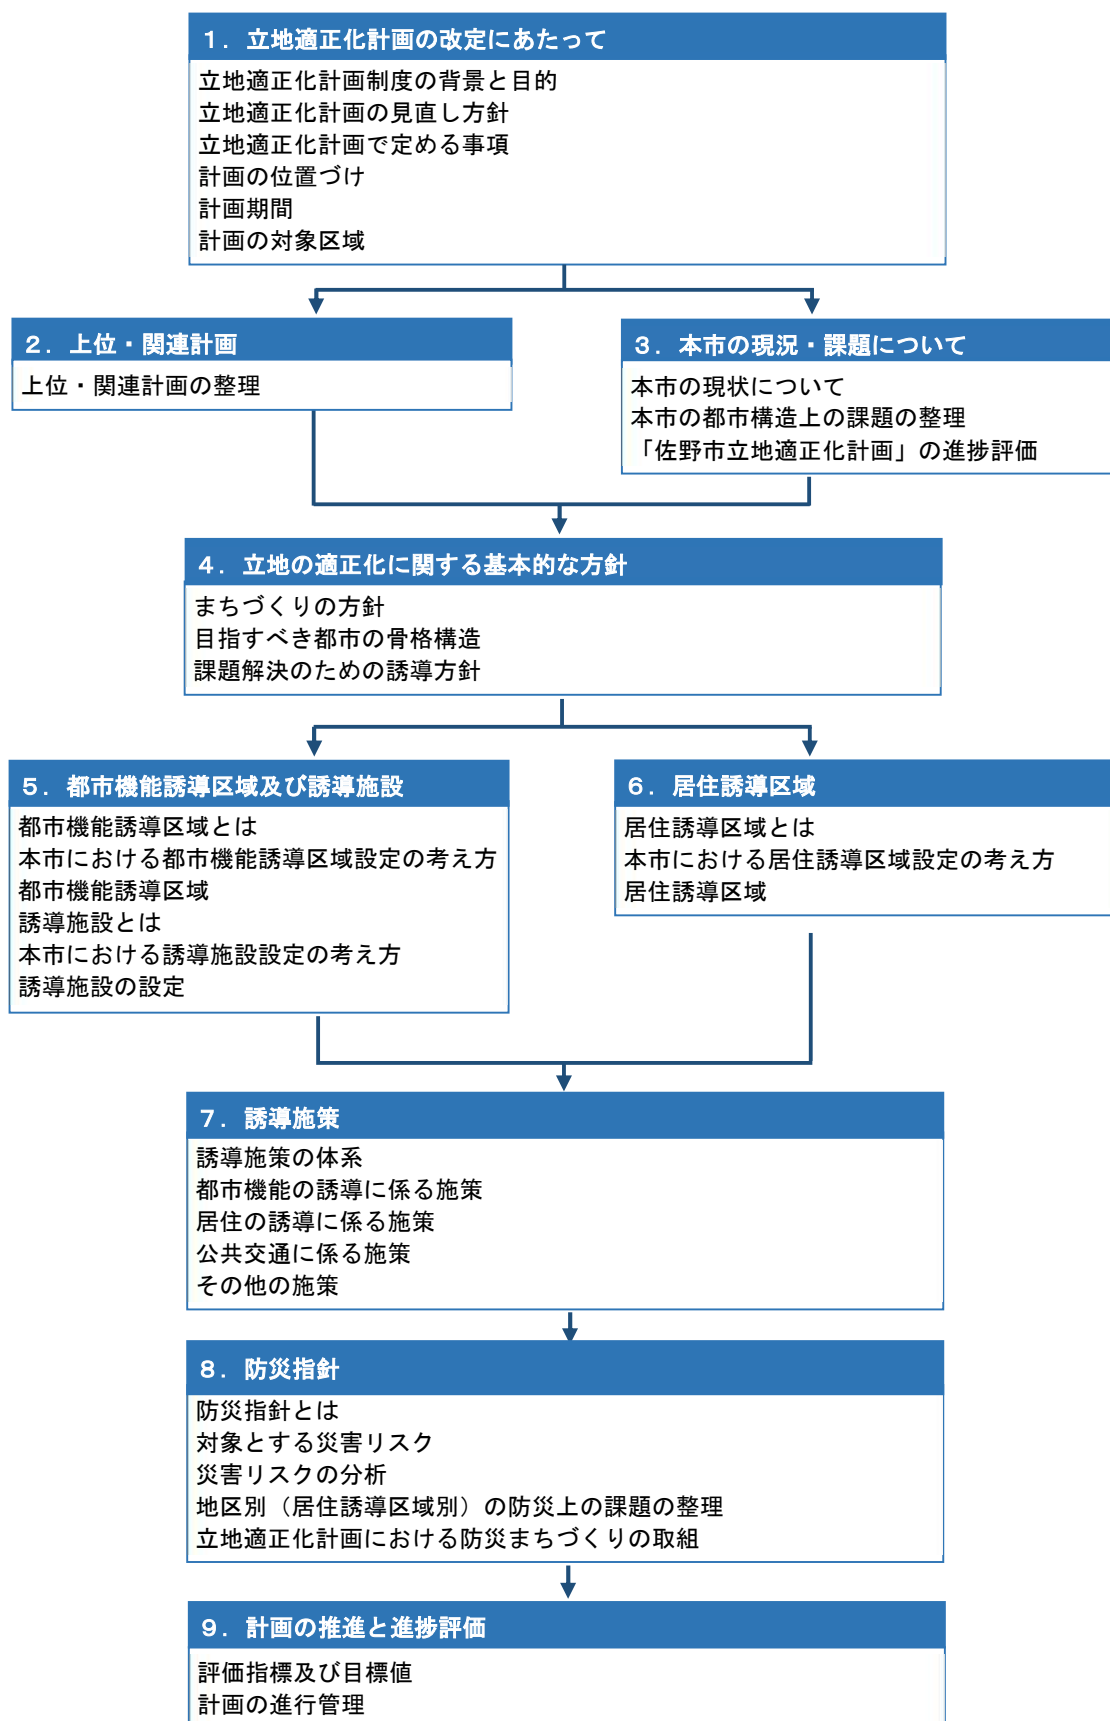 １．立地適正化計画の改定にあたって
立地適正化計画制度の背景と目的
立地適正化計画の見直し方針
立地適正化計画で定める事項
計画の位置づけ
計画期間
計画の対象区域
２．上位・関連計画
上位・関連計画の整理
３．本市の現況・課題について
本市の現状について
本市の都市構造上の課題の整理
「佐野市立地適正化計画」の進捗評価
４．立地の適正化に関する基本的な方針
まちづくりの方針
目指すべき都市の骨格構造
課題解決のための誘導方針
５．都市機能誘導区域及び誘導施設
都市機能誘導区域とは
本市における都市機能誘導区域設定の考え方
都市機能誘導区域
誘導施設とは
本市における誘導施設設定の考え方
誘導施設の設定
６．居住誘導区域
居住誘導区域とは
本市における居住誘導区域設定の考え方
居住誘導区域
７．誘導施策
誘導施策の体系
都市機能の誘導に係る施策
居住の誘導に係る施策
公共交通に係る施策
その他の施策
８．防災指針
防災指針とは
対象とする災害リスク
災害リスクの分析
地区別（居住誘導区域別）の防災上の課題の整理
立地適正化計画における防災まちづくりの取組
９．計画の推進と進捗評価
評価指標及び目標値
計画の進行管理